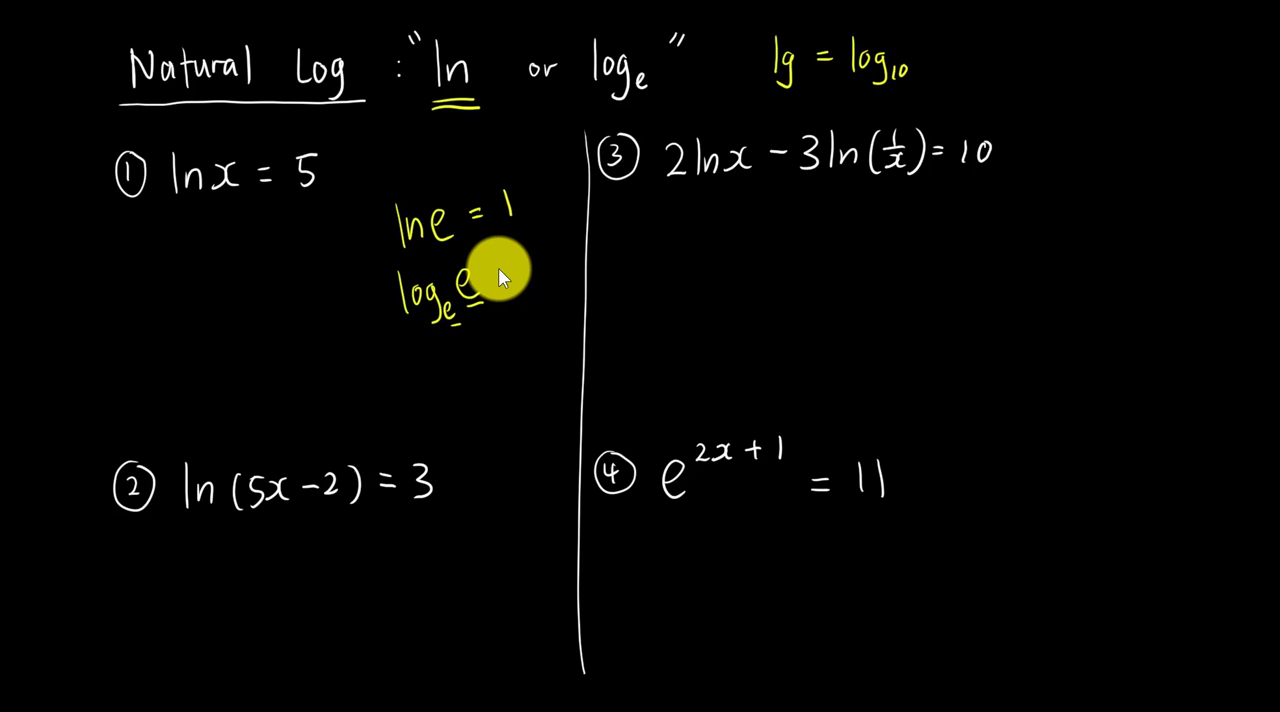 Natural Log : "ln or logₑ" lg = log₁₀
① ln x = 5
ln e = 1
logₑ e
② ln (5x - 2) = 3
③ 2 ln x - 3 ln (1/x) = 10
④ e^(2x + 1) = 11